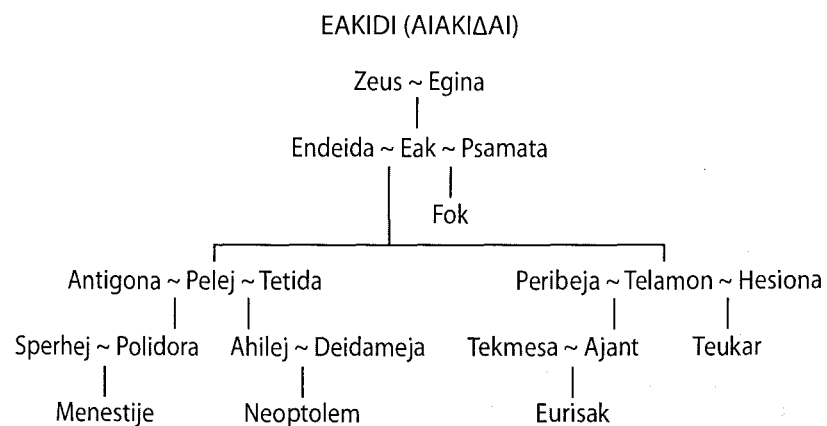 EAKIDI (ΑΙΑΚΙΔΑΙ)
Zeus ~ Egina
Endeida ~ Eak ~ Psamata
Fok
Antigona ~ Pelej ~ Tetida Peribeja ~ Telamon ~ Hesiona
Sperhej ~ Polidora Ahilej ~ Deidameja Tekmesa ~ Ajant Teukar
Menestije Neoptolem Eurisak